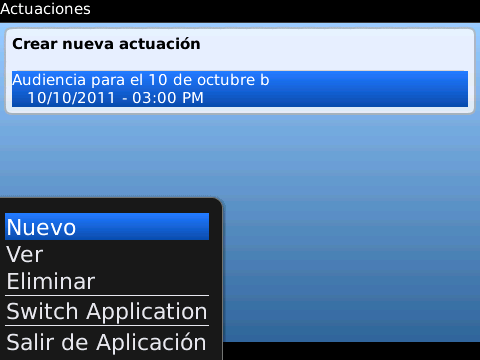 Actuaciones
Crear nueva actuación
Audiencia para el 10 de octubre b
10/10/2011 - 03:00 PM
Nuevo
Ver
Eliminar
Switch Application
Salir de Aplicación